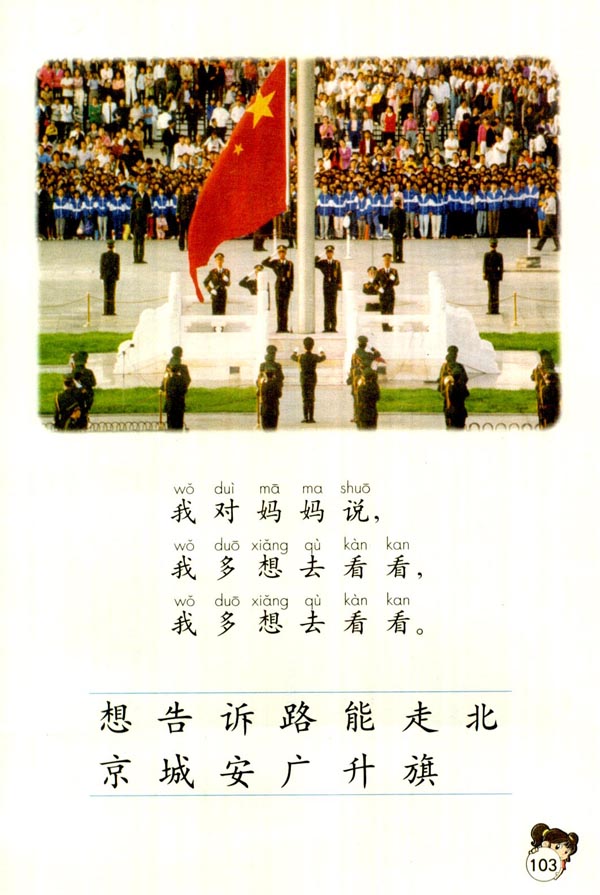 wǒ duì mā ma shuō
我对妈妈说，
wǒ duō xiǎng qù kàn kan
我多想去看看，
wǒ duō xiǎng qù kàn kan
我多想去看看。
想 告 诉 路 能 走 北
京 城 安 广 升 旗
103